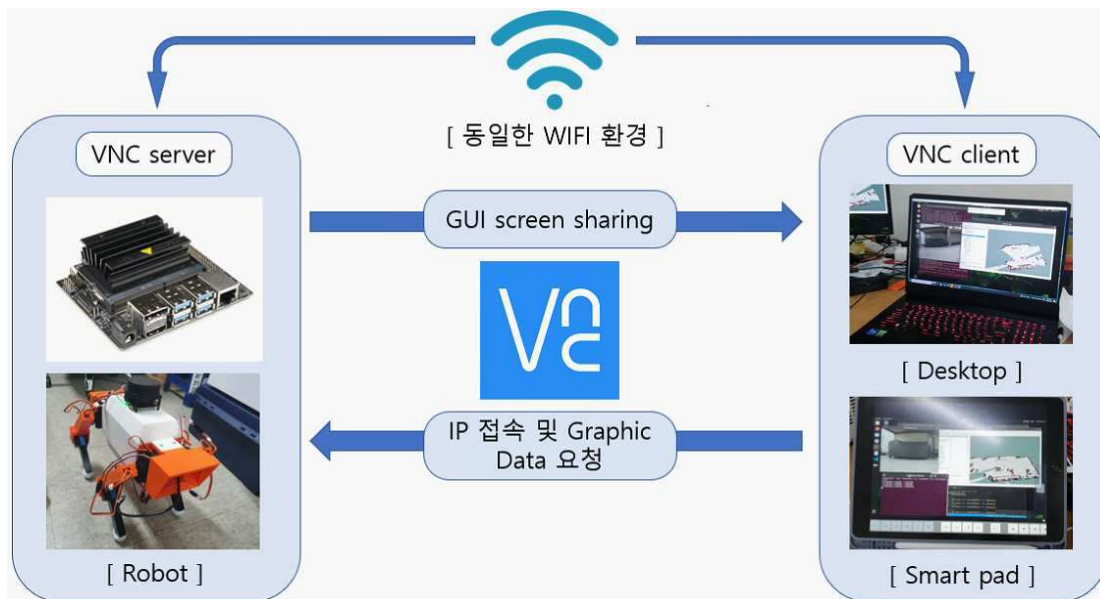 [ 동일한 WIFI 환경 ]
VNC server
[ Robot ]
GUI screen sharing
Vnc
IP 접속 및 Graphic
Data 요청
VNC client
[ Desktop ]
[ Smart pad ]